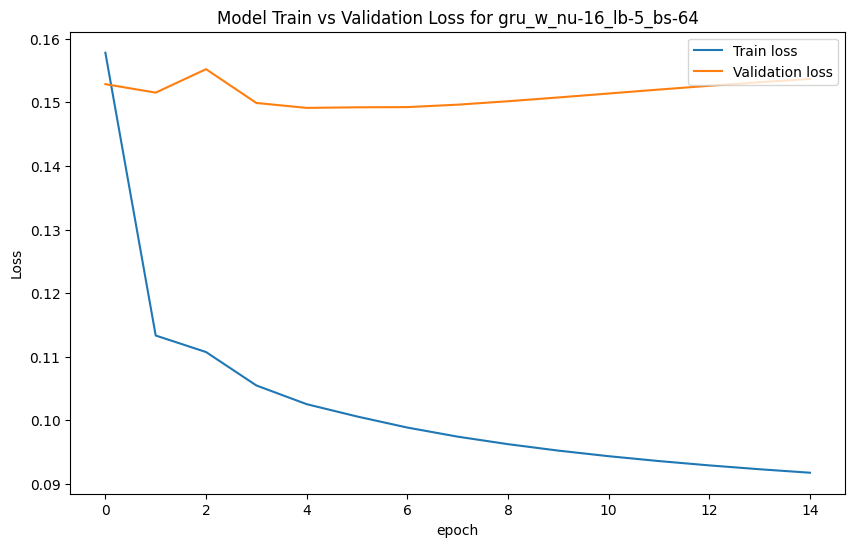 Model Train vs Validation Loss for gru_w_nu-16_lb-5_bs-64
Train loss
Validation loss
0.16
0.15
0.14
0.13
0.12
0.11
0.10
0.09
Loss
0 2 4 6 8 10 12 14
epoch